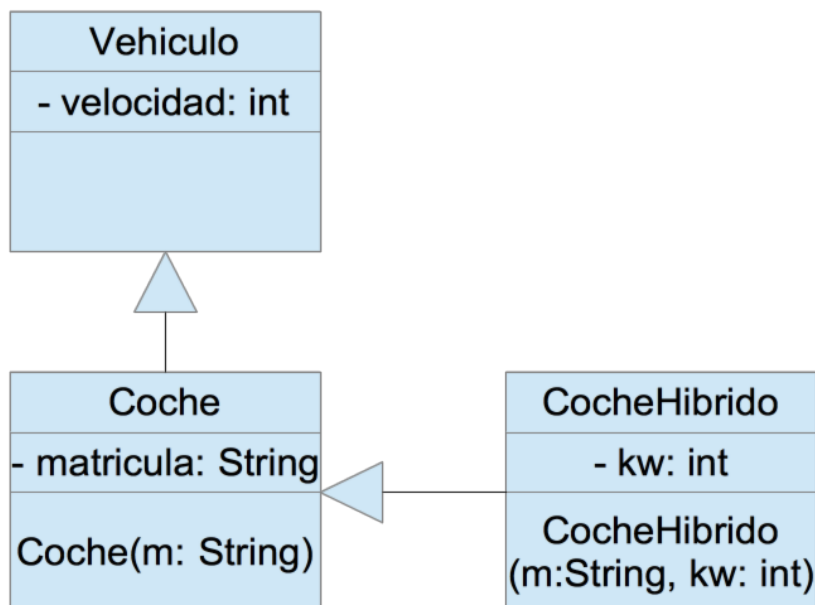 Vehiculo
- velocidad: int
Coche
- matricula: String
Coche(m: String)
CocheHibrido
- kw: int
CocheHibrido
(m:String, kw: int)